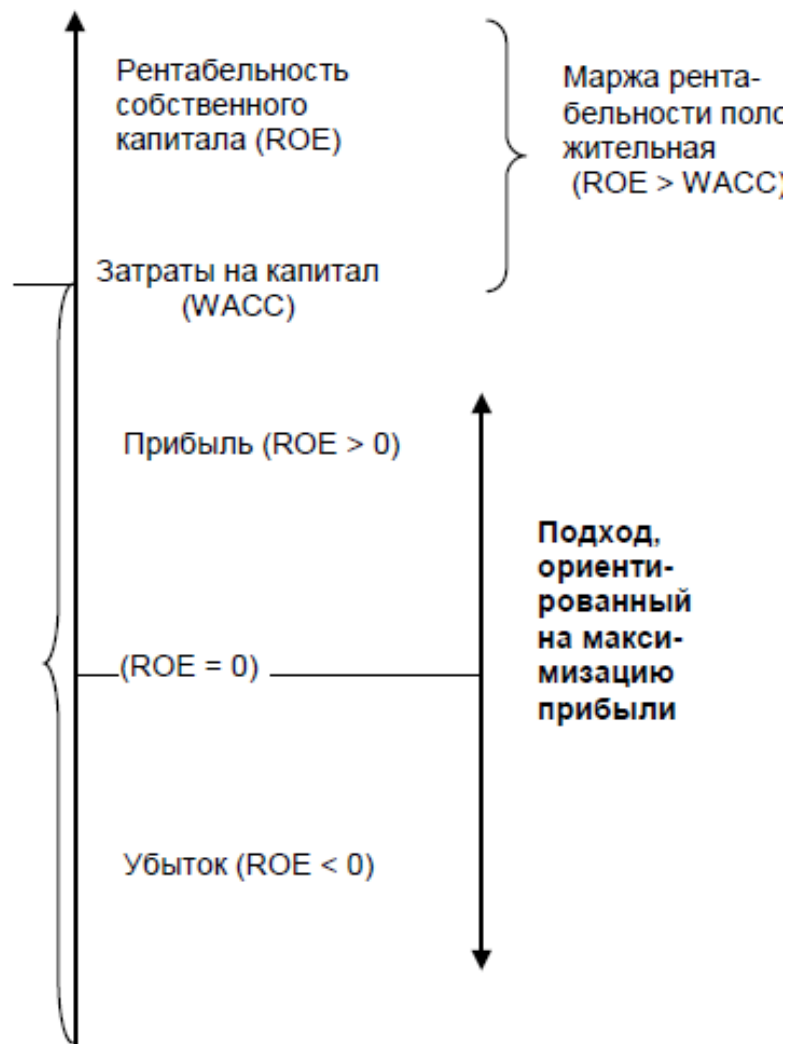 Рентабельность
собственного
капитала (ROE)
Маржа рента-
бельности поло
жительная
(ROE > WACC)
Затраты на капитал
(WACC)
Прибыль (ROE > 0)
Подход,
ориенти-
рованный
на макси-
мизацию
прибыли
(ROE = 0)
Убыток (ROE < 0)